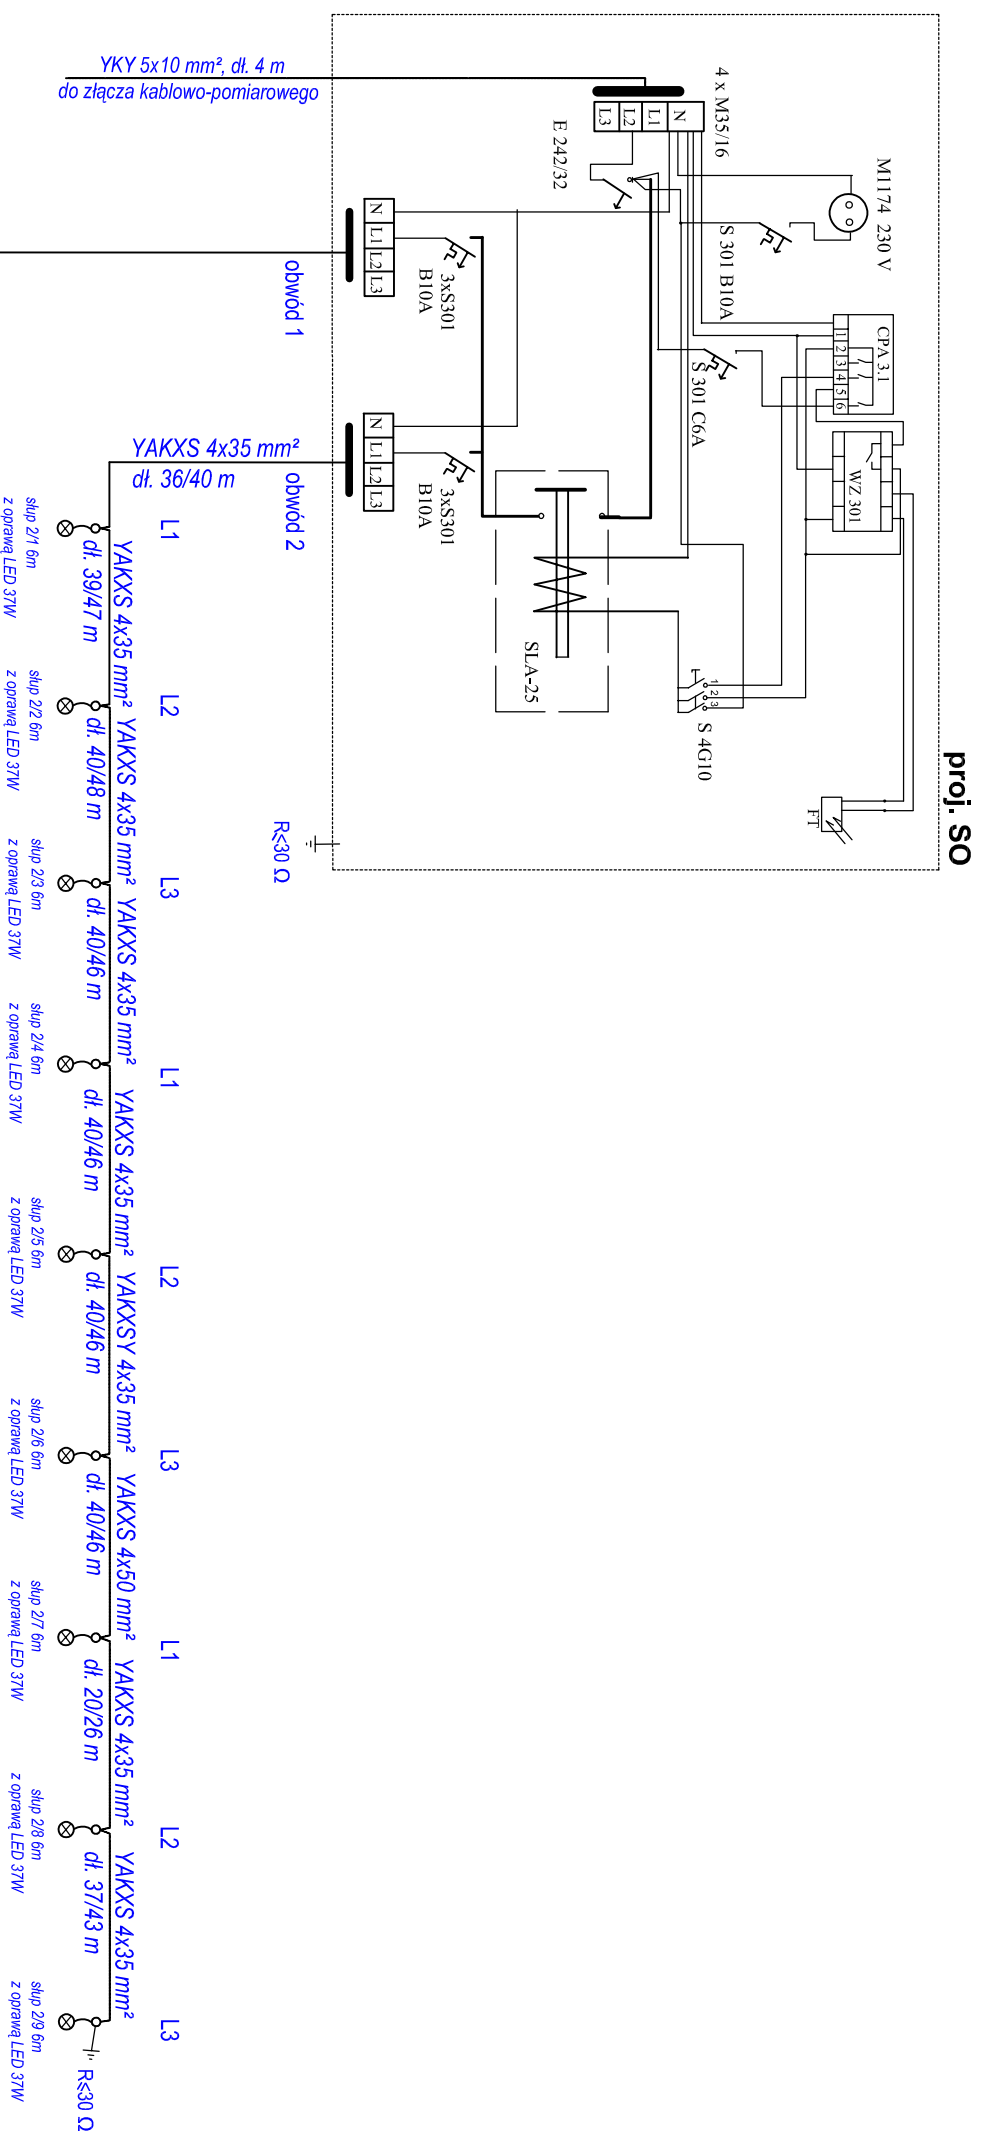 proj. SO
YKY 5x10 mm², dł. 4 m
do złącza kablowo-pomiarowego
4 x M35/16
N
L1
L2
L3
E 242/32
M1174 230 V
S 301 B10A
S 301 C6A
CPA 3.1
1
2
3
4
5
6
WZ 301
FT
S 4G10
1
2
3
SLA-25
N
L1
L2
L3
3xS301
B10A
obwód 1
N
L1
L2
L3
3xS301
B10A
obwód 2
R≤30 Ω
YAKXS 4x35 mm²
dł. 36/40 m
L1
słup 2/1 6m
z oprawą LED 37W
YAKXS 4x35 mm²
dł. 39/47 m
L2
słup 2/2 6m
z oprawą LED 37W
YAKXS 4x35 mm²
dł. 40/48 m
L3
słup 2/3 6m
z oprawą LED 37W
YAKXS 4x35 mm²
dł. 40/46 m
L1
słup 2/4 6m
z oprawą LED 37W
YAKXS 4x35 mm²
dł. 40/46 m
L2
słup 2/5 6m
z oprawą LED 37W
YAKXSY 4x35 mm²
dł. 40/46 m
L3
słup 2/6 6m
z oprawą LED 37W
YAKXS 4x50 mm²
dł. 40/46 m
L1
słup 2/7 6m
z oprawą LED 37W
YAKXS 4x35 mm²
dł. 20/26 m
L2
słup 2/8 6m
z oprawą LED 37W
YAKXS 4x35 mm²
dł. 37/43 m
L3
słup 2/9 6m
z oprawą LED 37W
R≤30 Ω